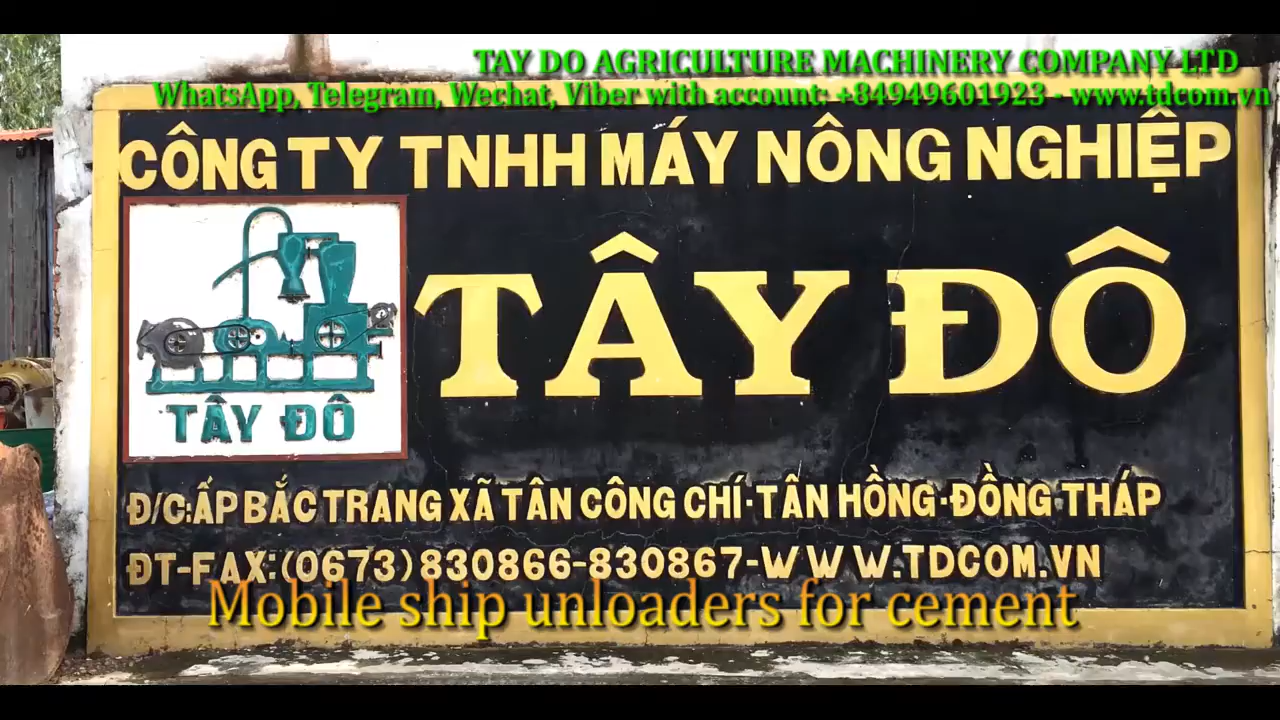 TAY DO AGRICULTURE MACHINERY COMPANY LTD
WhatsApp, Telegram, Wechat, Viber with account: +84949601923 - www.tdcom.vn
CÔNG TY TNHH MÁY NÔNG NGHIỆP
TÂY ĐÔ
TÂY ĐÔ
Đ/C:ẤP BẮC TRANG XÃ TÂN CÔNG CHÍ-TÂN HỒNG-ĐỒNG THÁP
ĐT-FAX:(0673)830866-830867-WWW.TDCOM.VN
Mobile ship unloaders for cement